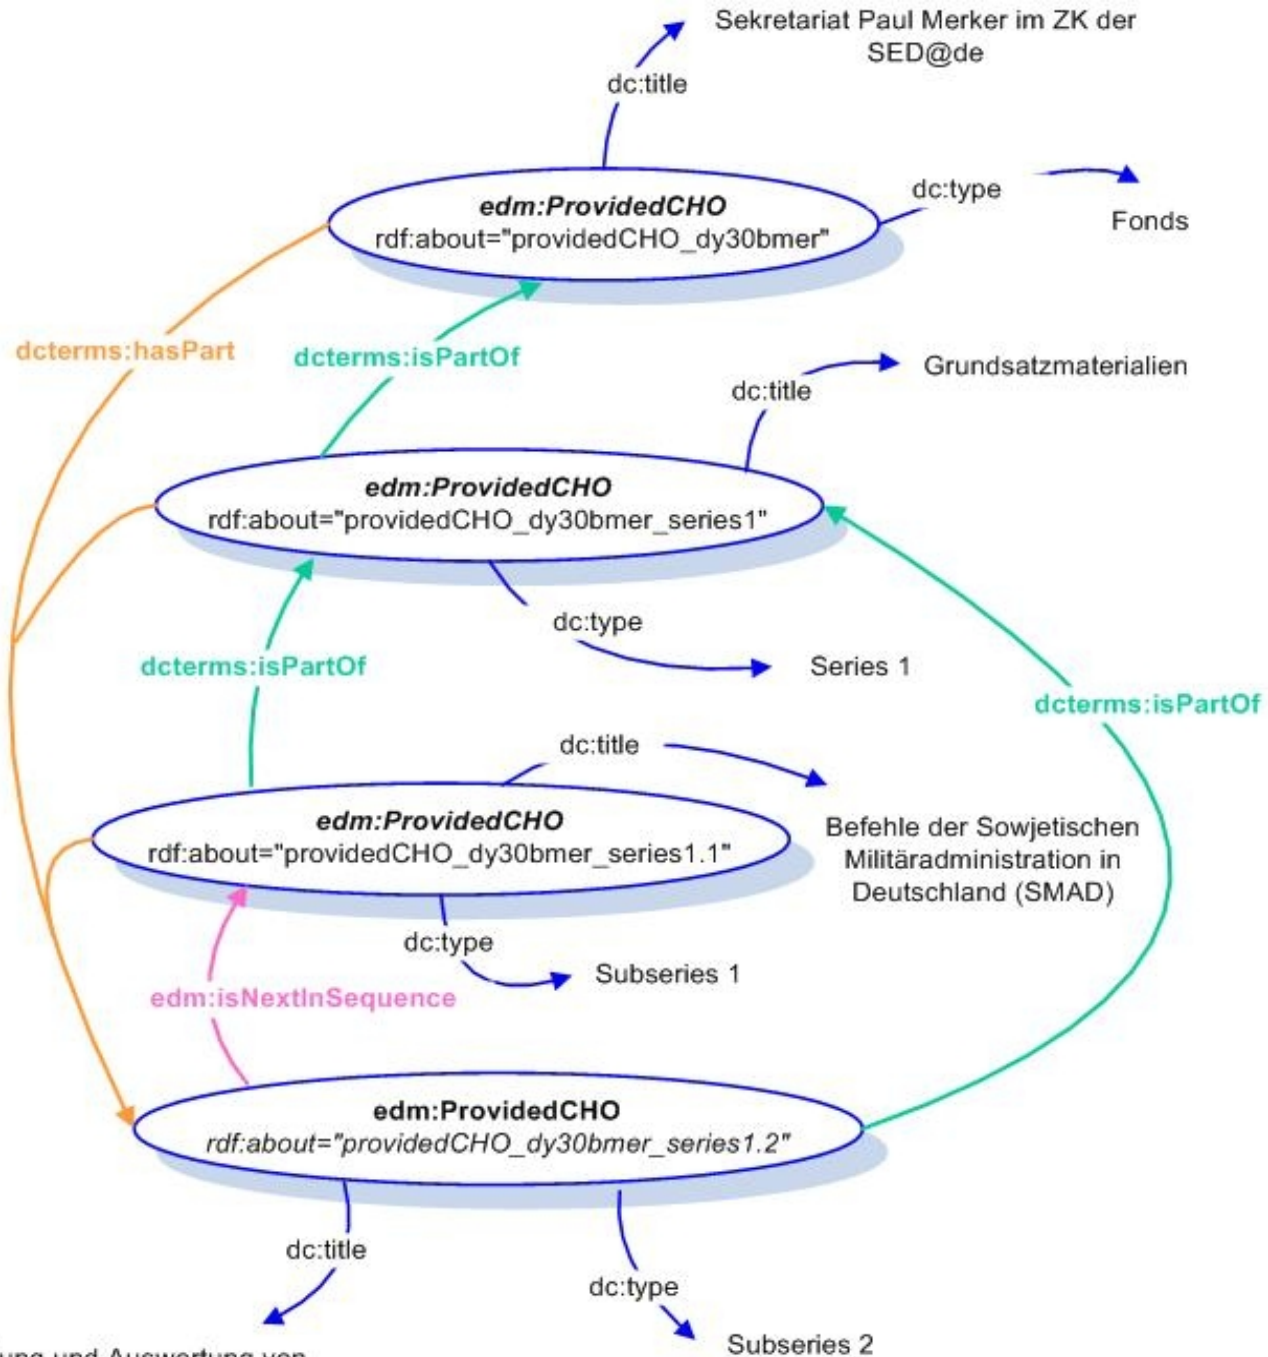 Sekretariat Paul Merker im ZK der
SED@de
dc:title
dc:type
Fonds
edm:ProvidedCHO
rdf:about="providedCHO_dy30bmer"
dcterms:hasPart
dcterms:isPartOf
dc:title
Grundsatzmaterialien
edm:ProvidedCHO
rdf:about="providedCHO_dy30bmer_series1"
dc:type
Series 1
dcterms:isPartOf
dcterms:isPartOf
dc:title
Befehle der Sowjetischen
Militäradministration in
Deutschland (SMAD)
edm:ProvidedCHO
rdf:about="providedCHO_dy30bmer_series1.1"
dc:type
Subseries 1
edm:isNextInSequence
edm:ProvidedCHO
rdf:about="providedCHO_dy30bmer_series1.2"
dc:title
dc:type
Subseries 2
und Auswertung von